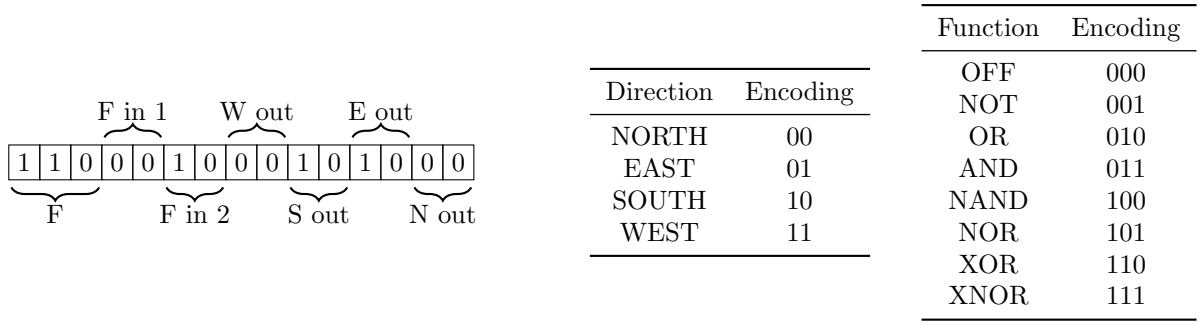 F in 1 W out E out
1 1 0 0 0 1 0 0 0 1 0 1 0 0 0
F F in 2 S out N out
Direction Encoding
NORTH 00
EAST 01
SOUTH 10
WEST 11
Function Encoding
OFF 000
NOT 001
OR 010
AND 011
NAND 100
NOR 101
XOR 110
XNOR 111